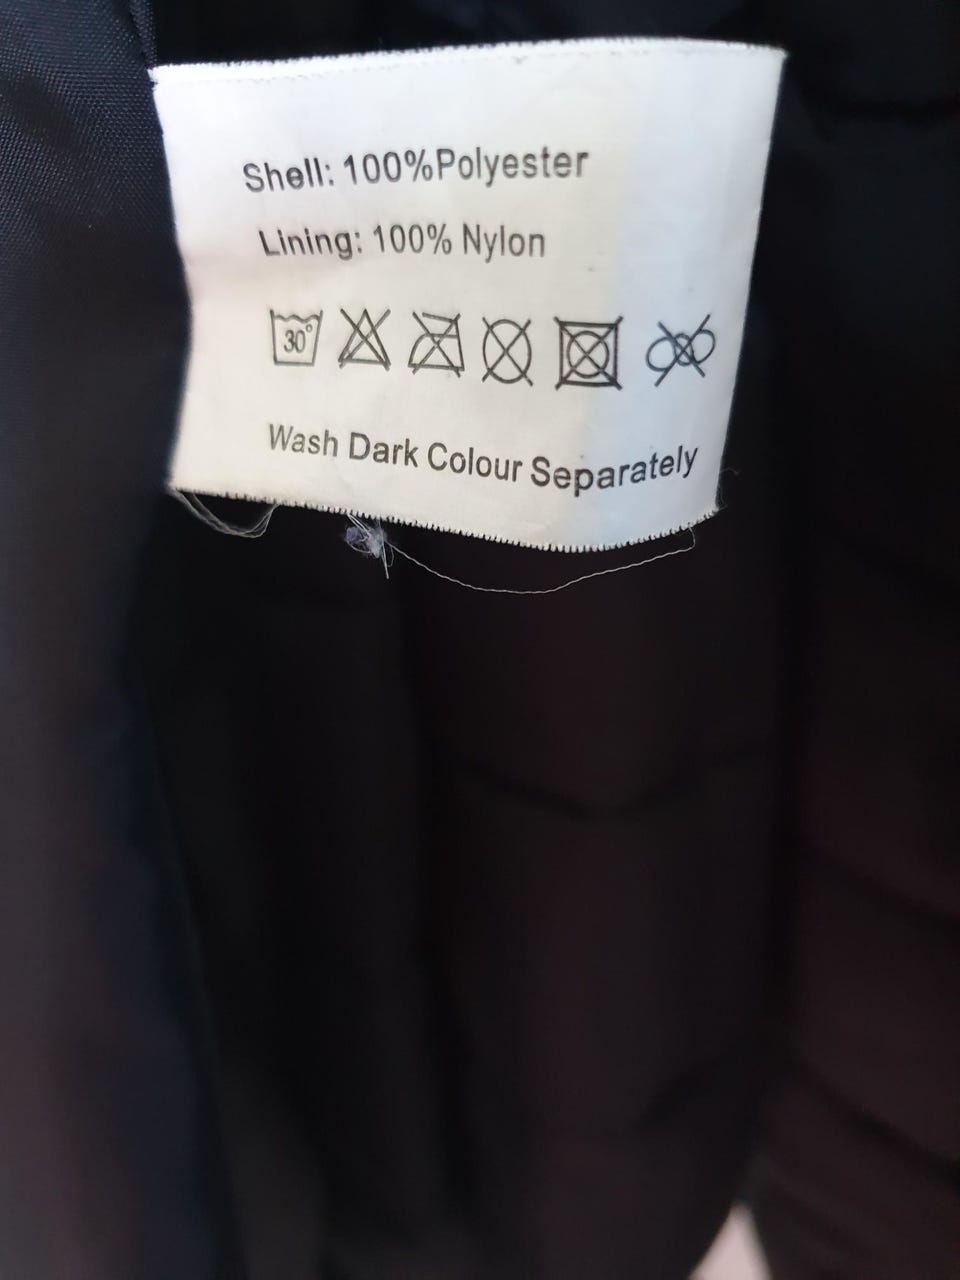 Shell: 100%Polyester
Lining: 100% Nylon
30°
Wash Dark Colour Separately